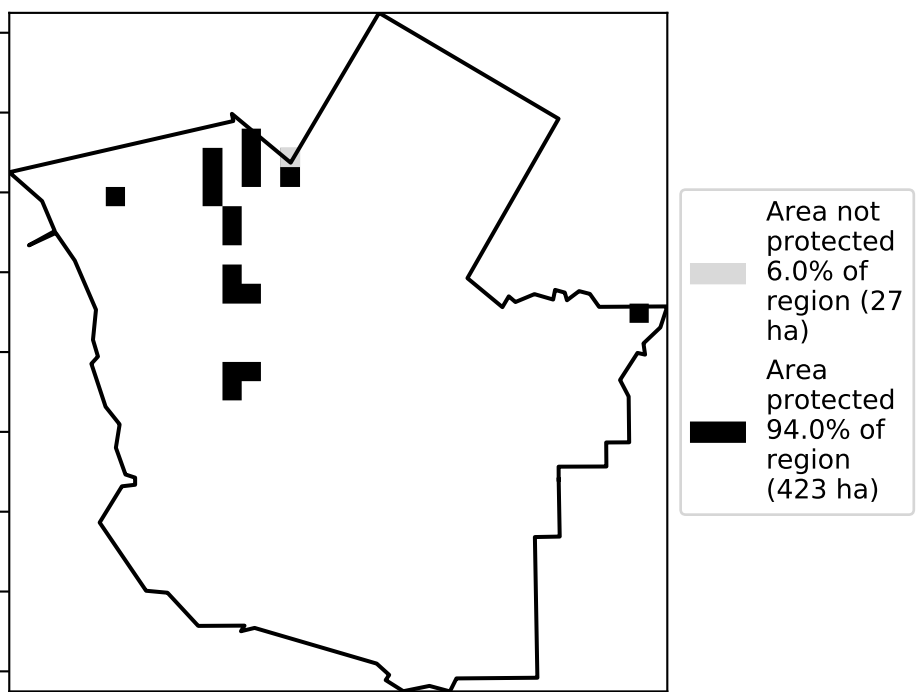 Area not
protected
6.0% of
region (27
ha)
Area
protected
94.0% of
region
(423 ha)